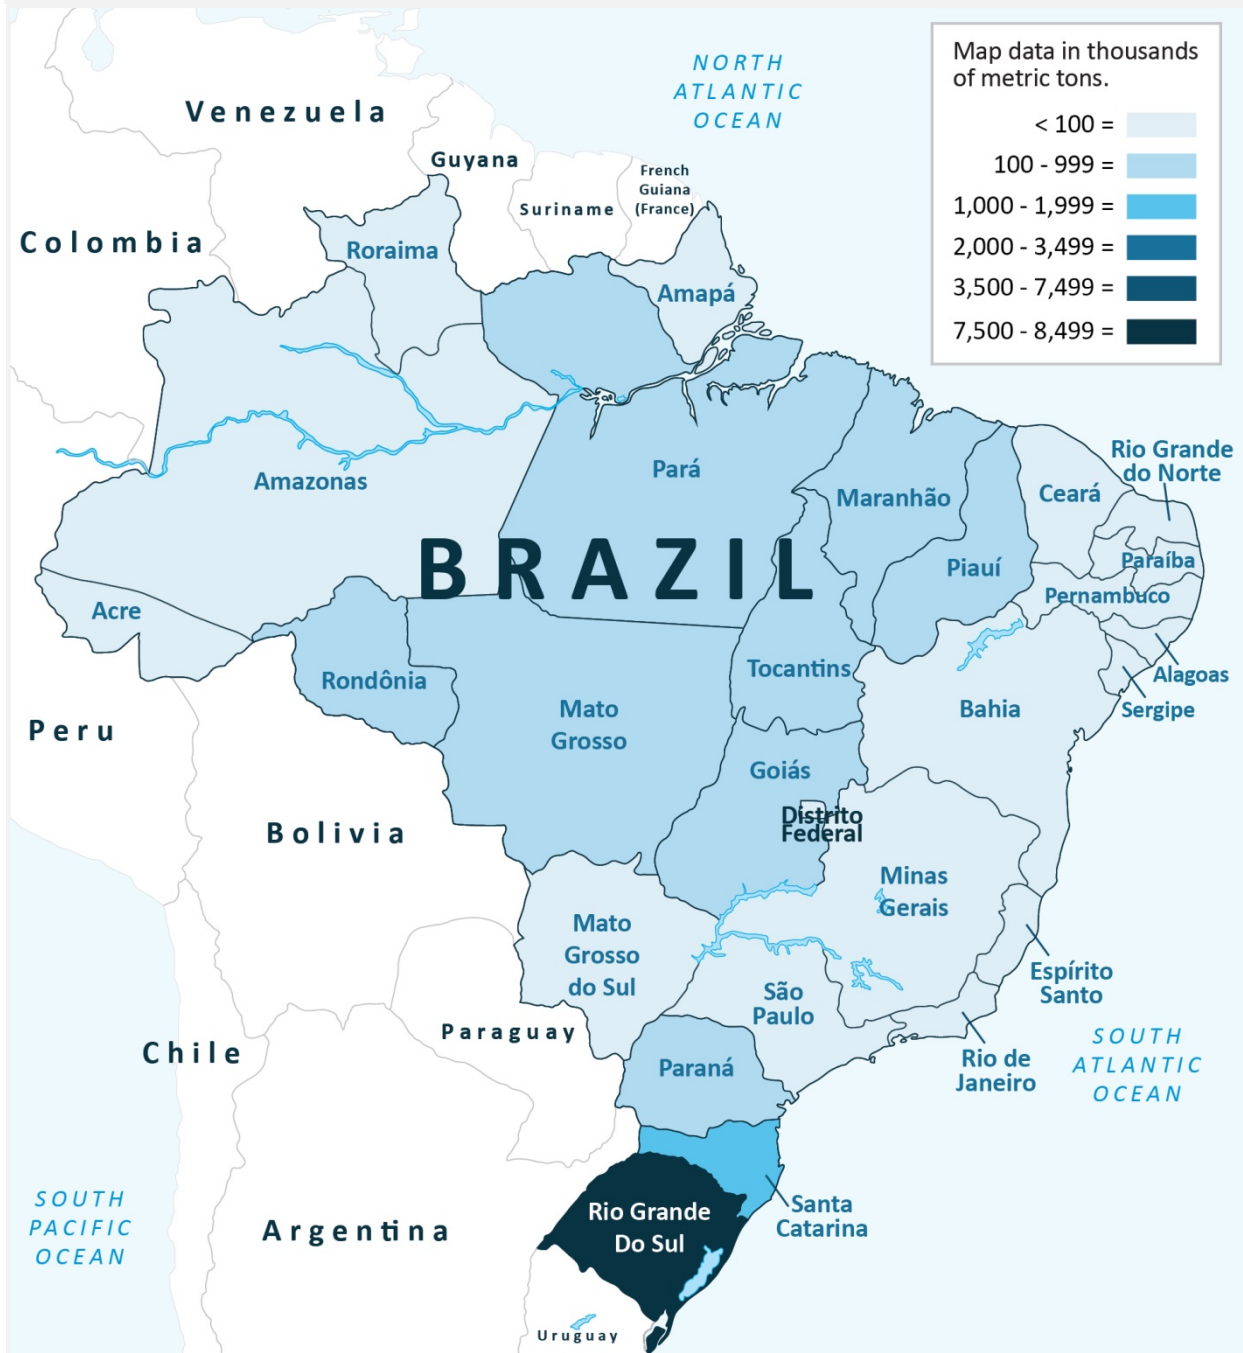 Map data in thousands
of metric tons.
< 100 =
100 - 999 =
1,000 - 1,999 =
2,000 - 3,499 =
3,500 - 7,499 =
7,500 - 8,499 =
NORTH
ATLANTIC
OCEAN
Venezuela
Guyana
Suriname
French
Guiana
(France)
Colombia
Roraima
Amapá
Amazonas
Pará
Maranhão
Ceará
Rio Grande
do Norte
BRAZIL
Piauí
Paraíba
Pernambuco
Acre
Rondônia
Tocantins
Alagoas
Sergipe
Bahia
Peru
Mato
Grosso
Goiás
Distrito
Federal
Bolivia
Minas
Gerais
Mato
Grosso
do Sul
São
Paulo
Espírito
Santo
Rio de
Janeiro
Paraguay
Chile
Paraná
SOUTH
ATLANTIC
OCEAN
SOUTH
PACIFIC
OCEAN
Argentina
Rio Grande
Do Sul
Santa
Catarina
Uruguay